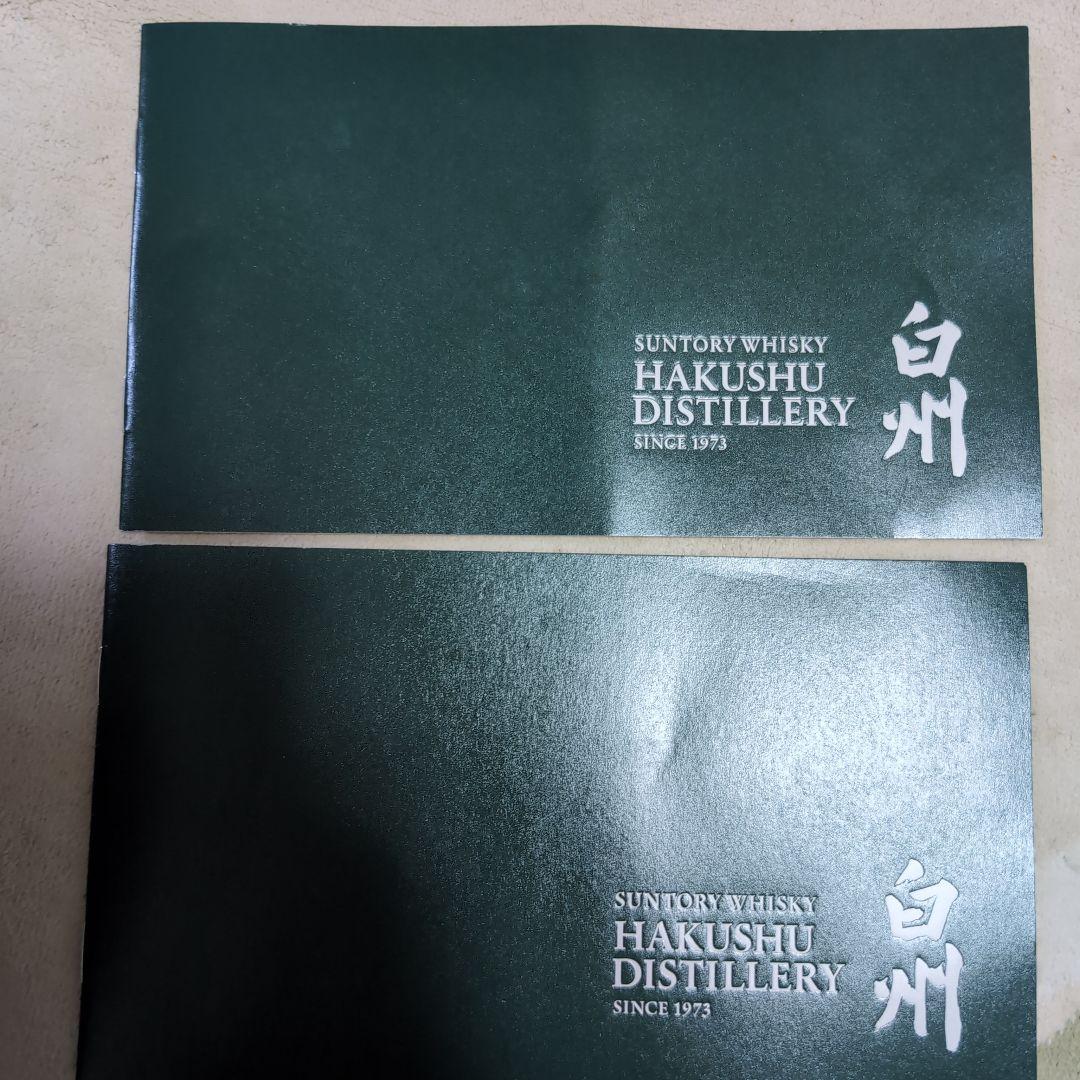 SUNTORY WHISKY
HAKUSHU
DISTILLERY
SINCE 1973
白州
SUNTORY WHISKY
HAKUSHU
DISTILLERY
SINCE 1973
白州